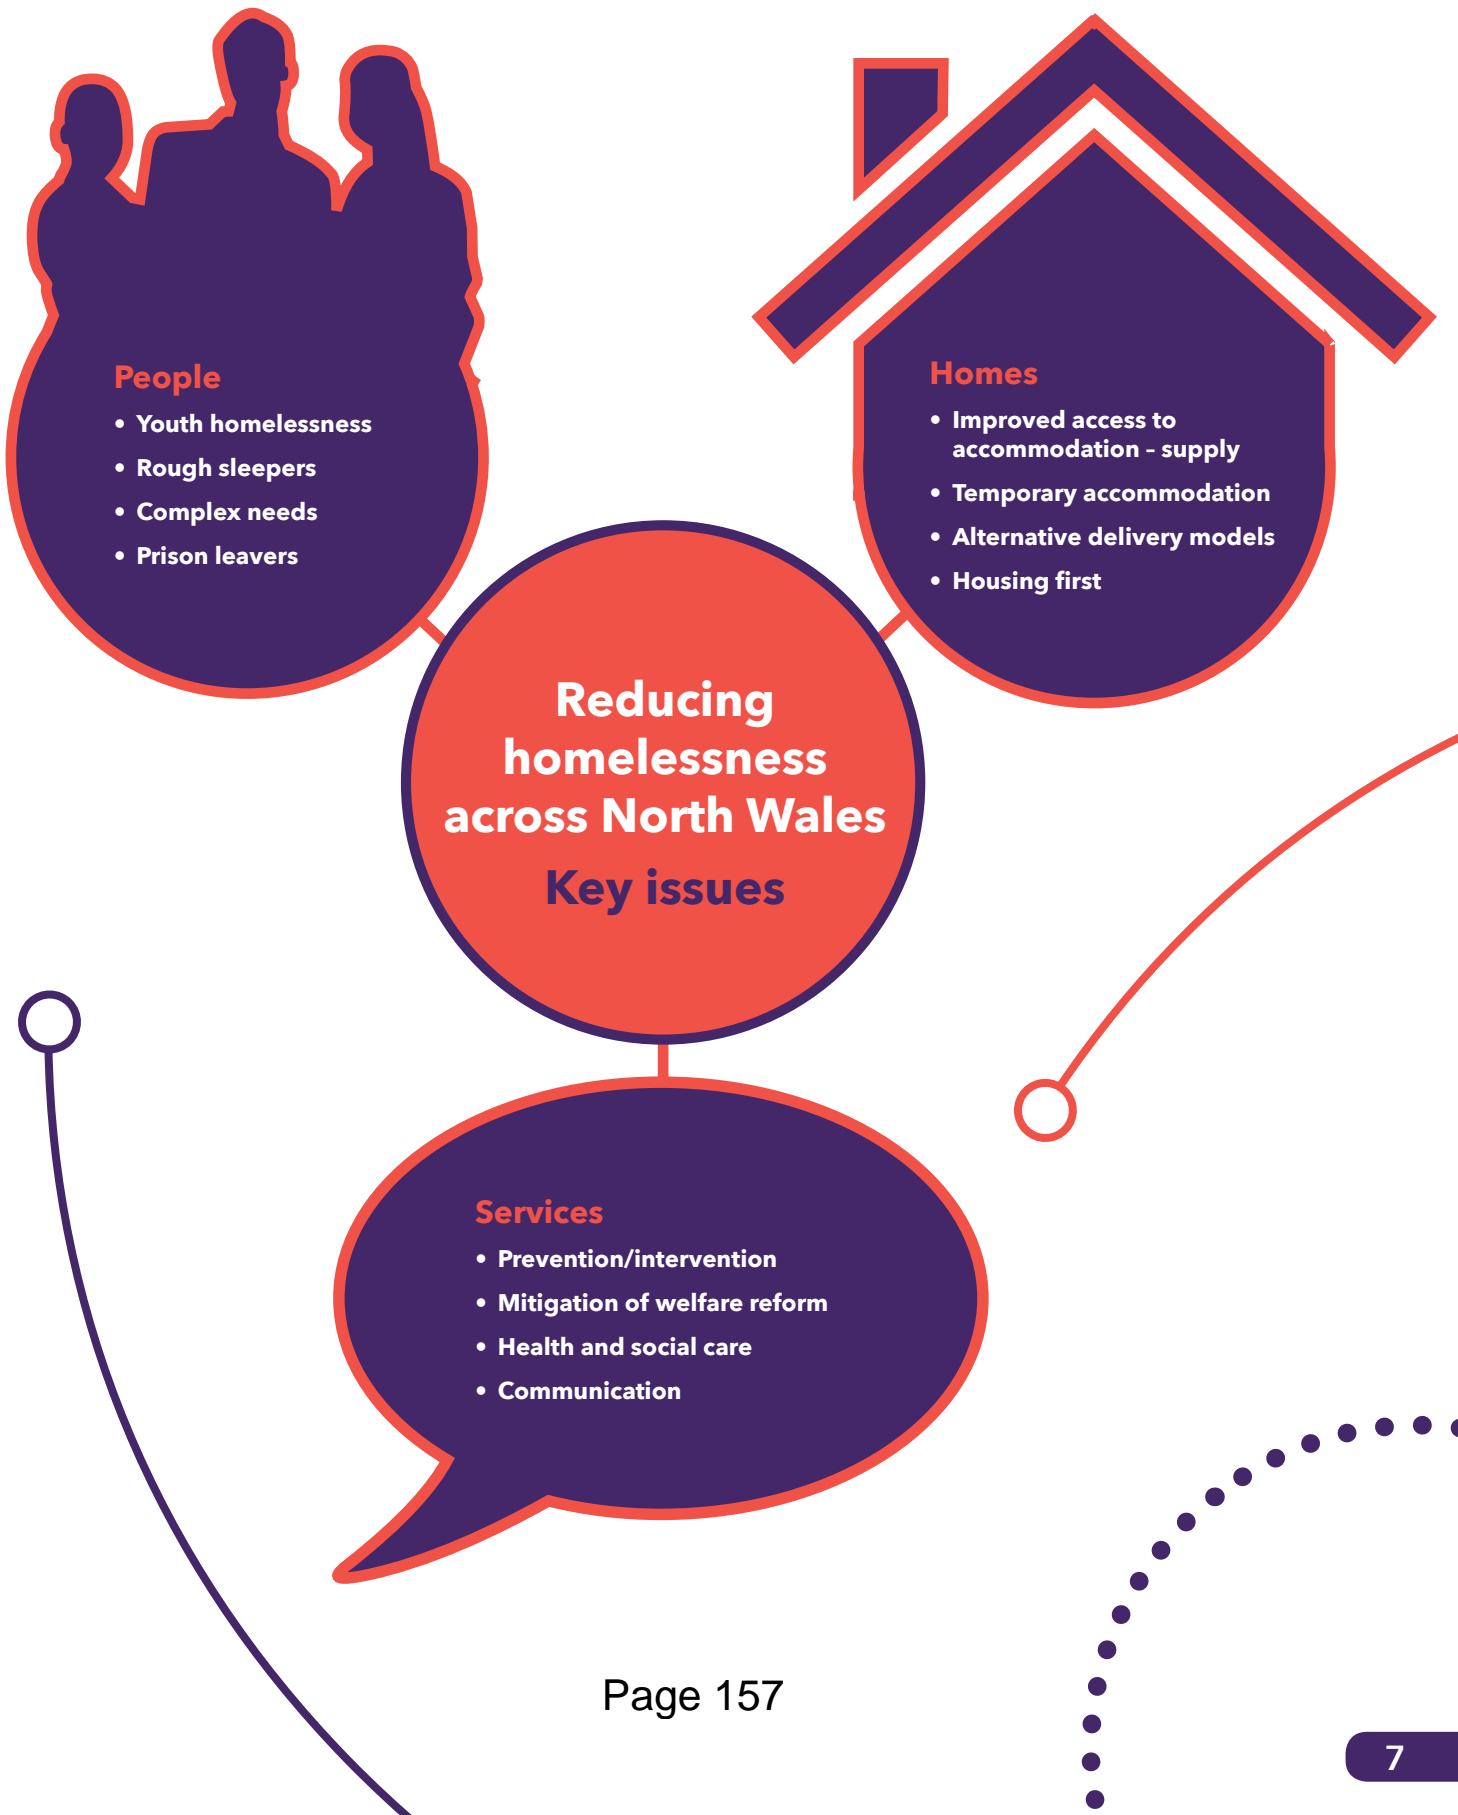 People
• Youth homelessness
• Rough sleepers
• Complex needs
• Prison leavers
Homes
• Improved access to
accommodation – supply
• Temporary accommodation
• Alternative delivery models
• Housing first
Reducing
homelessness
across North Wales
Key issues
Services
• Prevention/intervention
• Mitigation of welfare reform
• Health and social care
• Communication
Page 157
7